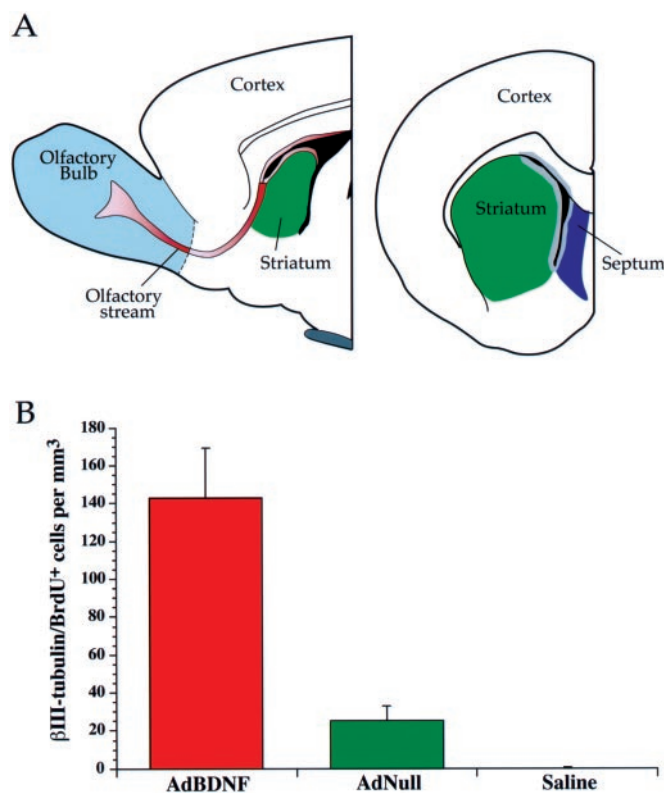 A
Cortex
Olfactory
Bulb
Striatum
Olfactory
stream
Cortex
Striatum
Septum
B
βIII-tubulin/BrdU+ cells per mm3
180
160
140
120
100
80
60
40
20
0
AdBDNF
AdNull
Saline